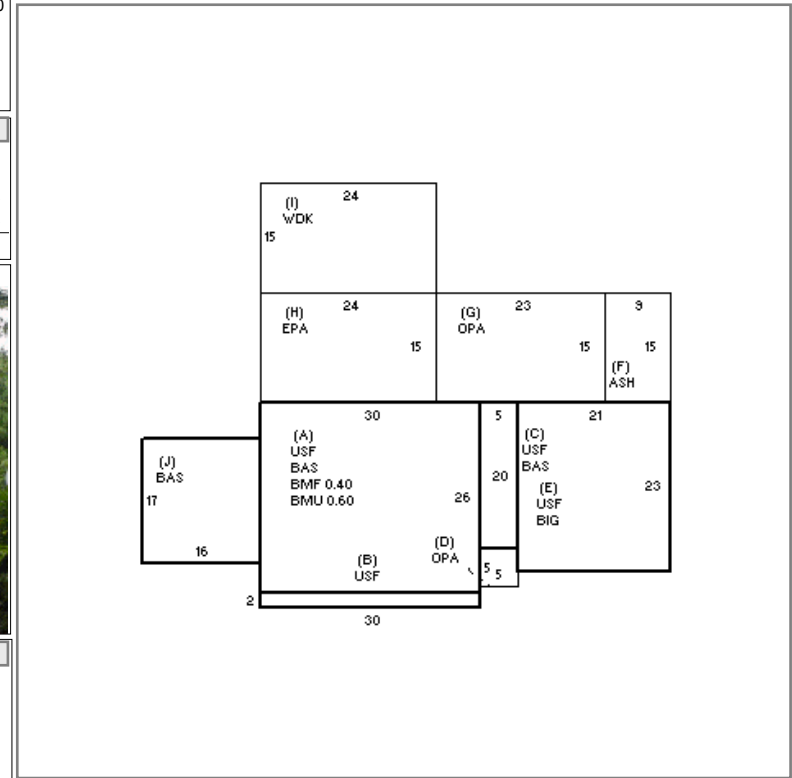 24
(I)
WDK
15
24
(H)
EPA
15
23
(G)
OPA
15
9
15
(F)
ASH
30
(A)
USF
BAS
BMF 0.40
BMU 0.60
26
5
20
21
(C)
USF
BAS
(E)
USF
BIG
23
(J)
BAS
17
16
(D)
OPA
5
5
(B)
USF
2
30